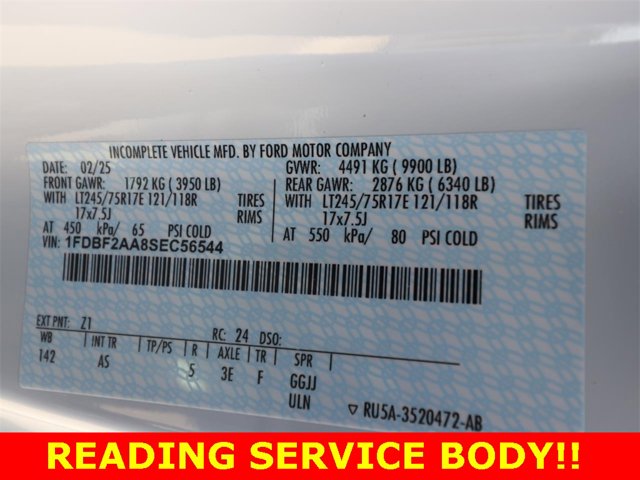 INCOMPLETE VEHICLE MFD. BY FORD MOTOR COMPANY
DATE: 02/25 GVWR: 4491 KG ( 9900 LB)
FRONT GAWR: 1792 KG ( 3950 LB) REAR GAWR: 2876 KG ( 6340 LB)
WITH LT245/75R17E 121/118R TIRES WITH LT245/75R17E 121/118R TIRES
17x7.5J RIMS 17x7.5J RIMS
AT 450 kPa/ 65 PSI COLD AT 550 kPa/ 80 PSI COLD
VIN: 1FDBF2AA8SEC56544
EXT PNT: Z1 RC: 24 DSO:
WB INT TR TP/PS R AXLE TR SPR
142 AS 5 3E F GGJJ
ULN ▽ RU5A-3520472-AB
READING SERVICE BODY!!